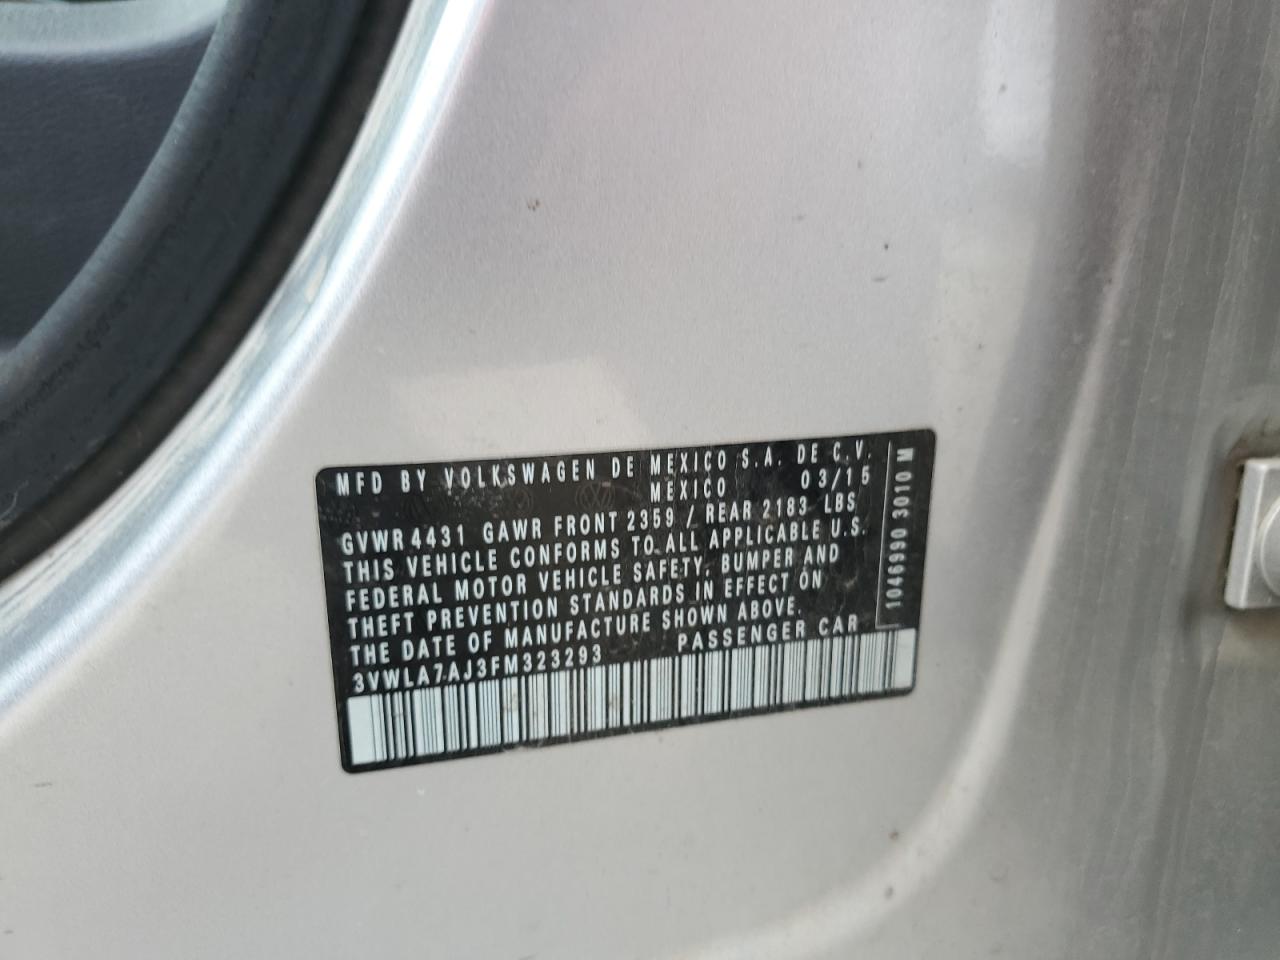 MFD BY VOLKSWAGEN DE MEXICO S.A. DE C.V.
MEXICO 03/15
GVWR 4431 GAWR FRONT 2359 / REAR 2183 LBS
THIS VEHICLE CONFORMS TO ALL APPLICABLE U.S.
FEDERAL MOTOR VEHICLE SAFETY, BUMPER AND
THEFT PREVENTION STANDARDS IN EFFECT ON
THE DATE OF MANUFACTURE SHOWN ABOVE.
3VWLA7AJ3FM323293 PASSENGER CAR
1046990 3010 M